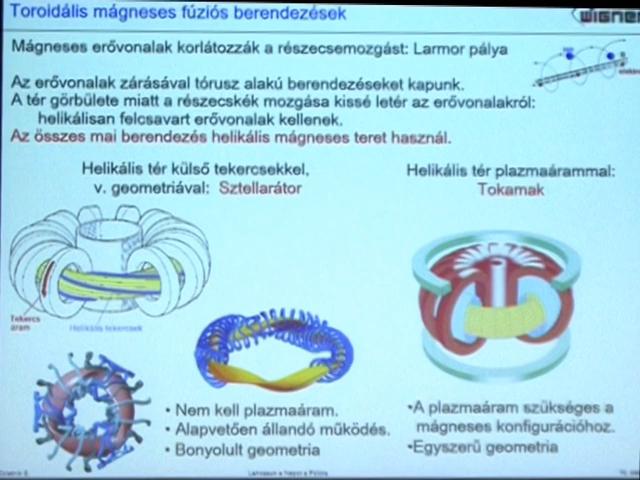 Toroidális mágneses fúziós berendezések
WIGNER
Mágneses erővonalak korlátozzák a részecsemozgást: Larmor pálya
Az erővonalak zárásával tórusz alakú berendezéseket kapunk.
A tér görbülete miatt a részecskék mozgása kissé letér az erővonalakról:
helikálisan felcsavart erővonalak kellenek.
Az összes mai berendezés helikális mágneses teret használ.
Helikális tér külső tekercsekkel,
v. geometriával: Sztellarátor
Tekercs
áram
Helikális tekercsek
• Nem kell plazmaáram.
• Alapvetően állandó működés.
• Bonyolult geometria
Helikális tér plazmaárammal:
Tokamak
•A plazmaáram szükséges a
mágneses konfigurációhoz.
•Egyszerű geometria